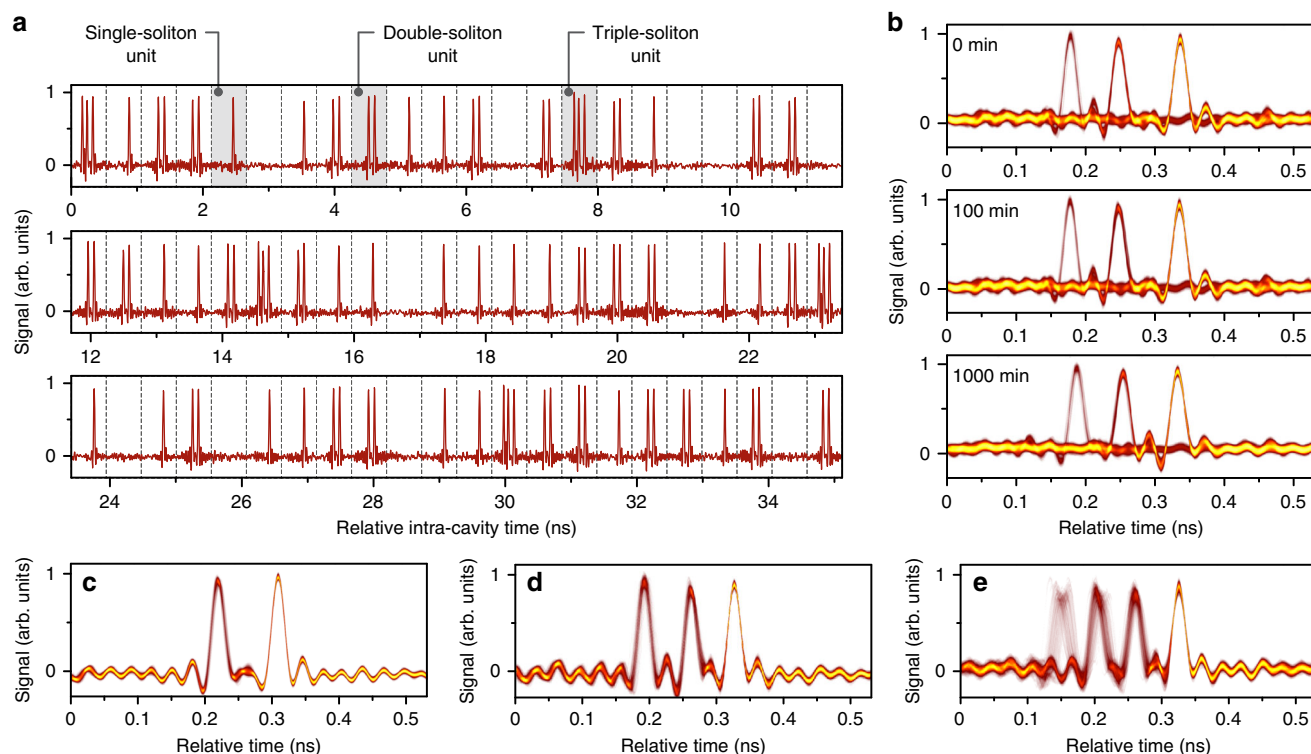 a
Single-soliton unit
Double-soliton unit
Triple-soliton unit
1
0
0 2 4 6 8 10
1
0
12 14 16 18 20 22
1
0
24 26 28 30 32 34
Signal (arb. units)
Relative intra-cavity time (ns)
b
0 min
1
0
0 0.1 0.2 0.3 0.4 0.5
100 min
1
0
0 0.1 0.2 0.3 0.4 0.5
1000 min
1
0
0 0.1 0.2 0.3 0.4 0.5
Signal (arb. units)
Relative time (ns)
c
Signal (arb. units)
1
0
0 0.1 0.2 0.3 0.4 0.5
Relative time (ns)
d
Signal (arb. units)
1
0
0 0.1 0.2 0.3 0.4 0.5
Relative time (ns)
e
Signal (arb. units)
1
0
0 0.1 0.2 0.3 0.4 0.5
Relative time (ns)